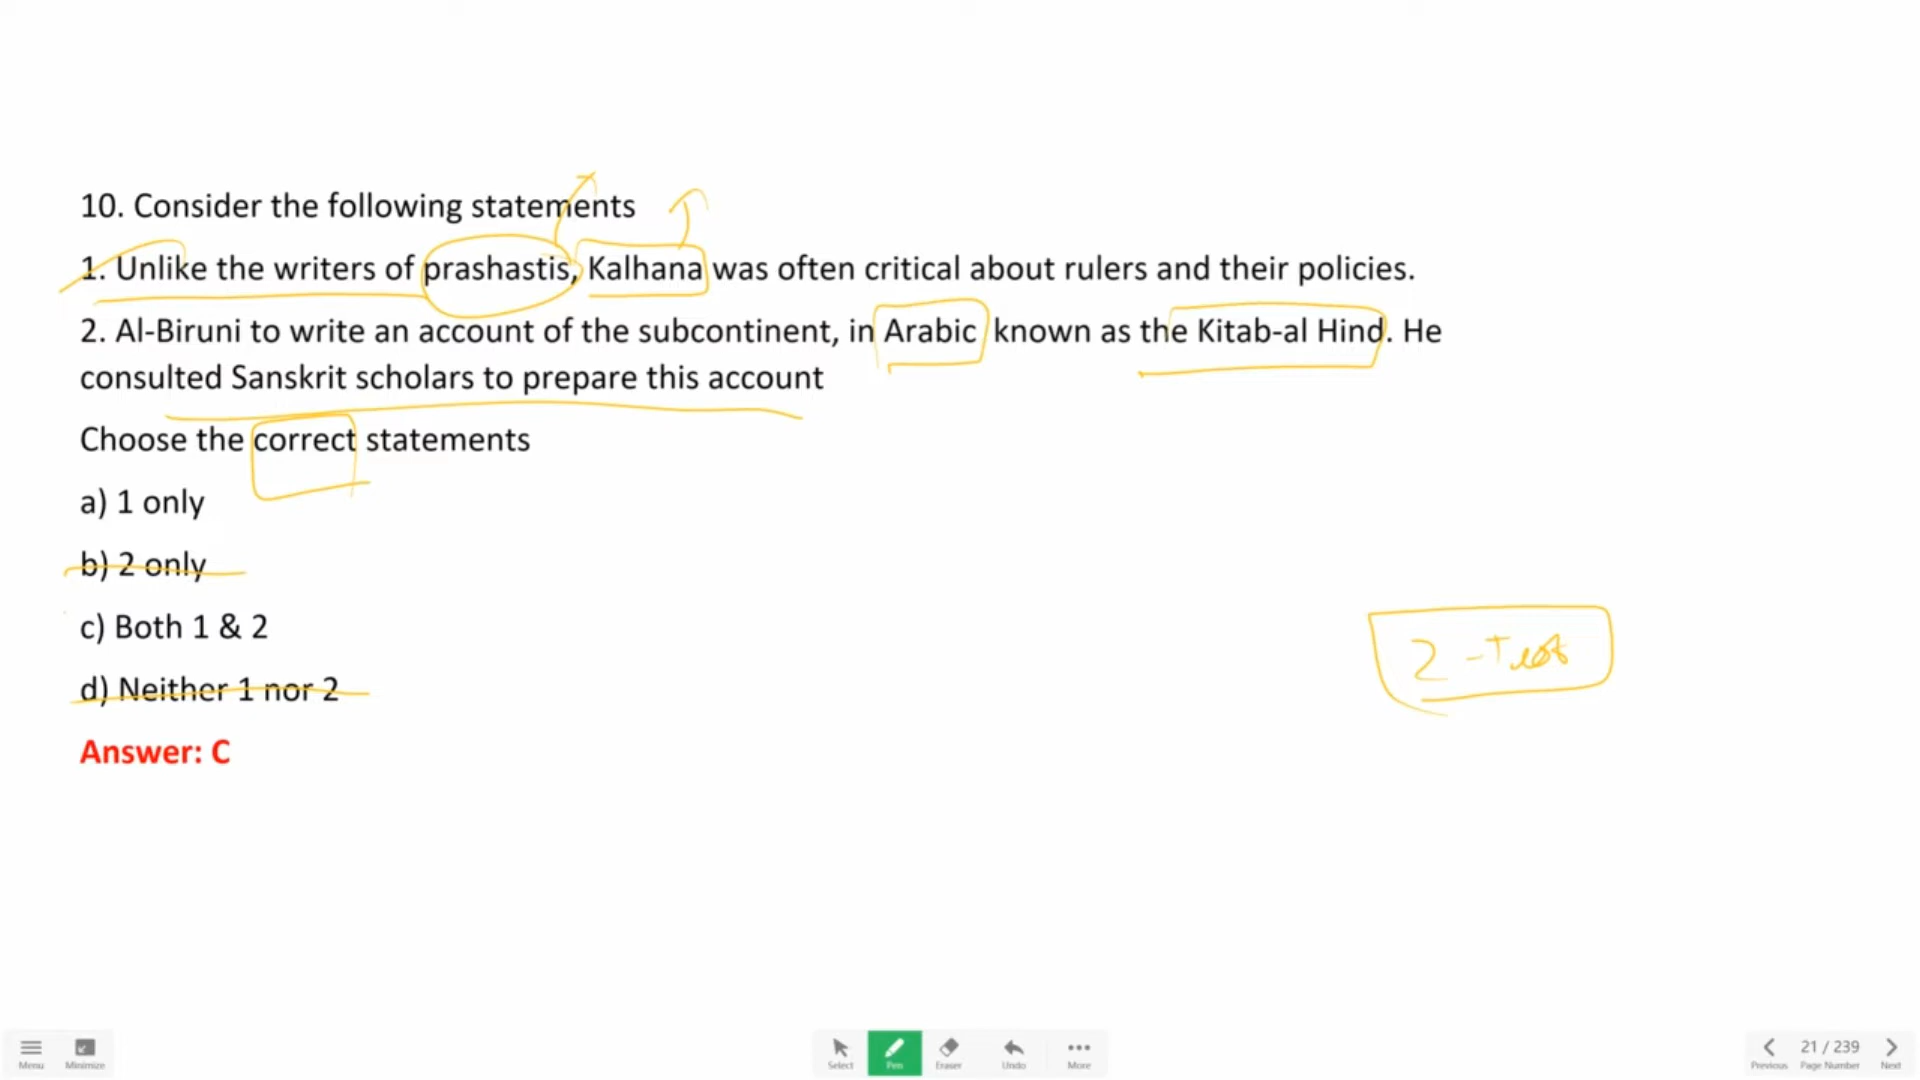 10. Consider the following statements
1. Unlike the writers of prashastis, Kalhana was often critical about rulers and their policies.
2. Al-Biruni to write an account of the subcontinent, in Arabic known as the Kitab-al Hind. He
consulted Sanskrit scholars to prepare this account
Choose the correct statements
a) 1 only
b) 2 only
c) Both 1 & 2
2 -
d) Neither 1 nor 2
Answer: C
Menu
Minimize
Select
Pen
Eraser
Undo
More
Previous
21 / 239
Page Number
Next